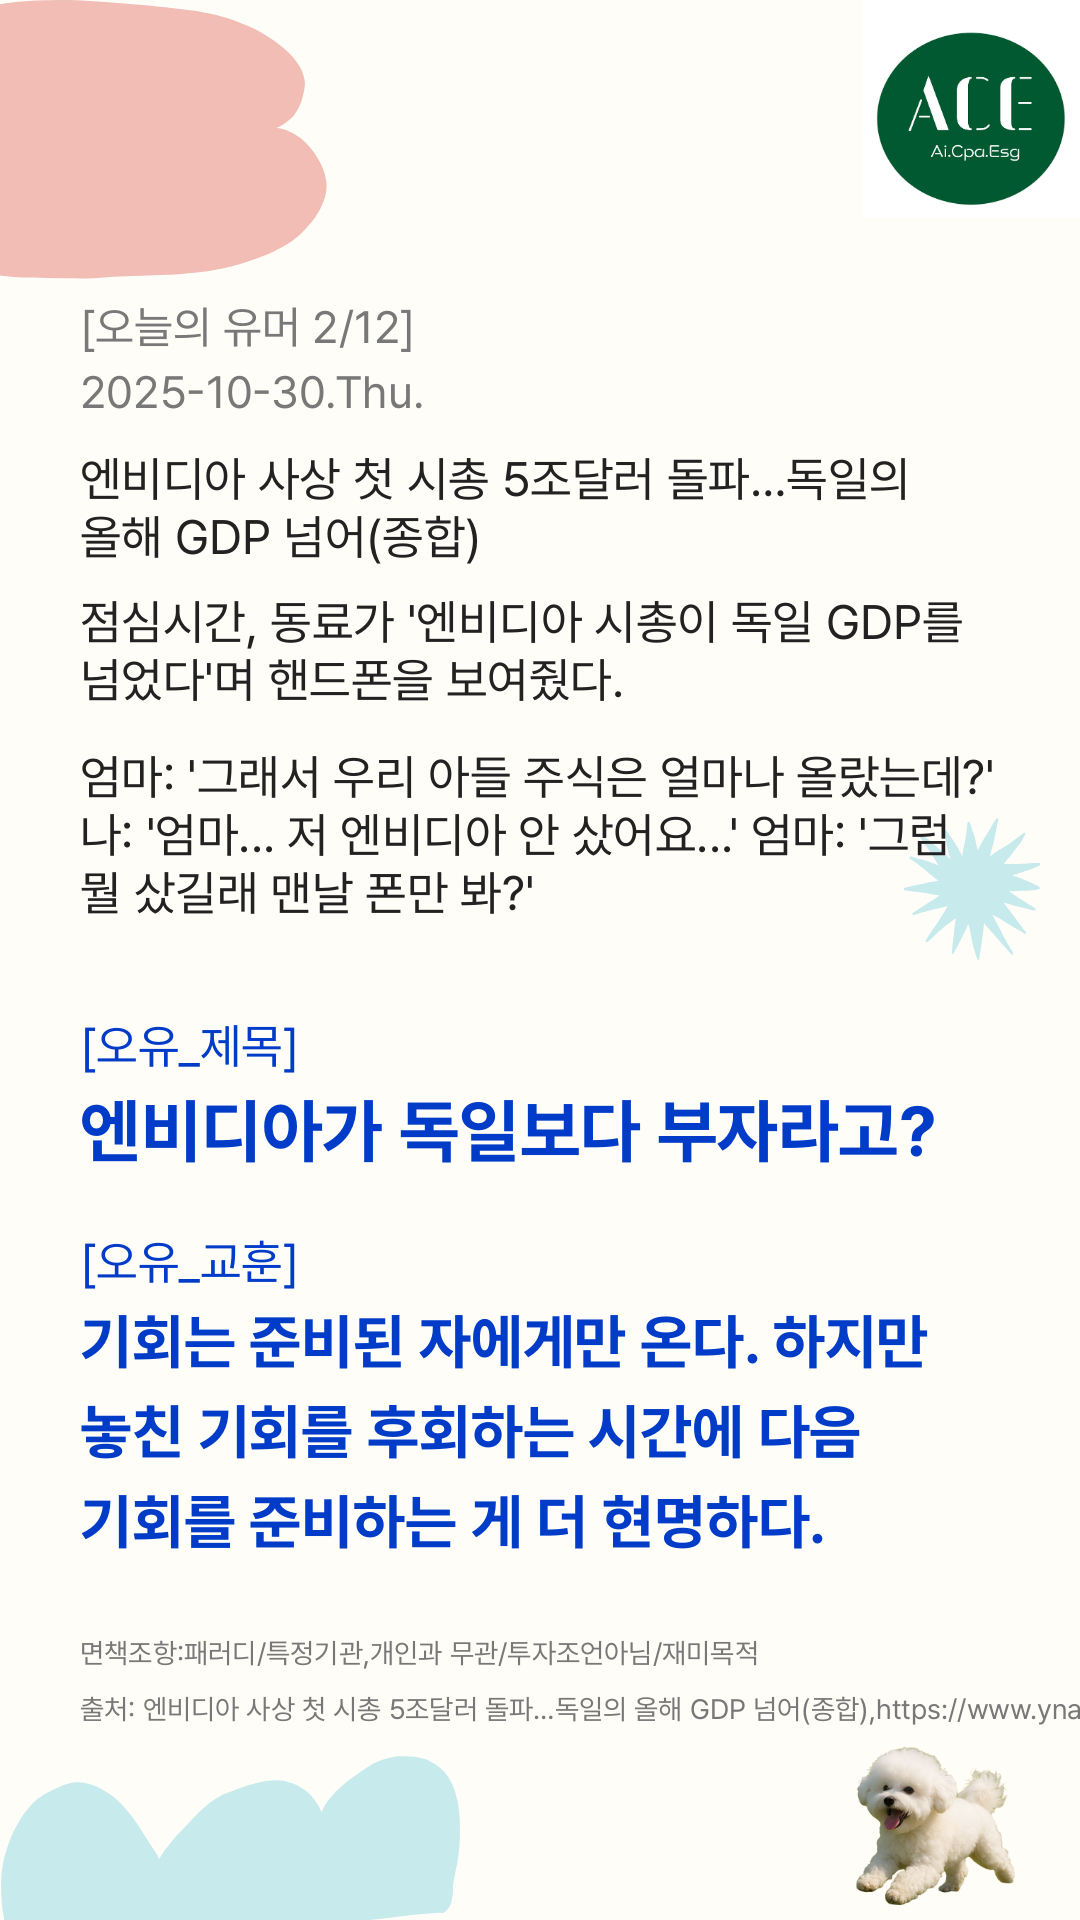 ACE
Ai.Cpa.Esg
[오늘의 유머 2/12]
2025-10-30.Thu.
엔비디아 사상 첫 시총 5조달러 돌파…독일의
올해 GDP 넘어(종합)
점심시간, 동료가 '엔비디아 시총이 독일 GDP를
넘었다'며 핸드폰을 보여줬다.
엄마: '그래서 우리 아들 주식은 얼마나 올랐는데?'
나: '엄마... 저 엔비디아 안 샀어요...' 엄마: '그럼
뭘 샀길래 맨날 폰만 봐?'
[오유_제목]
엔비디아가 독일보다 부자라고?
[오유_교훈]
기회는 준비된 자에게만 온다. 하지만
놓친 기회를 후회하는 시간에 다음
기회를 준비하는 게 더 현명하다.
면책조항:패러디/특정기관,개인과 무관/투자조언아님/재미목적
출처: 엔비디아 사상 첫 시총 5조달러 돌파…독일의 올해 GDP 넘어(종합),https://www.yna